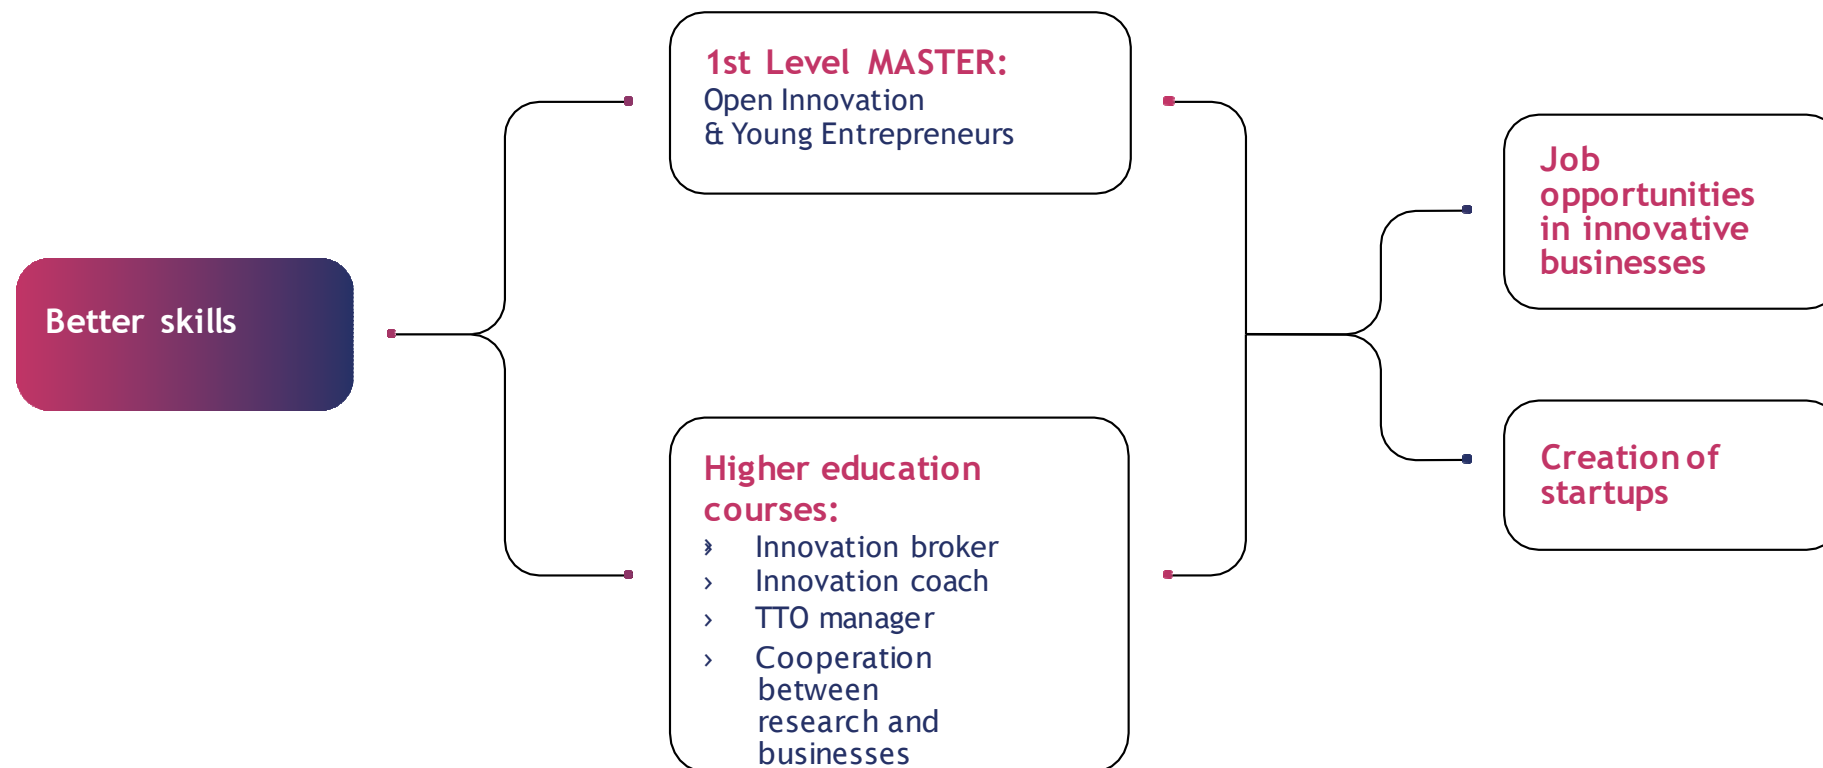 Better skills
1st Level MASTER:
Open Innovation
& Young Entrepreneurs
Higher education
courses:
› Innovation broker
› Innovation coach
› TTO manager
› Cooperation
between
research and
businesses
Job
opportunities
in innovative
businesses
Creation of
startups